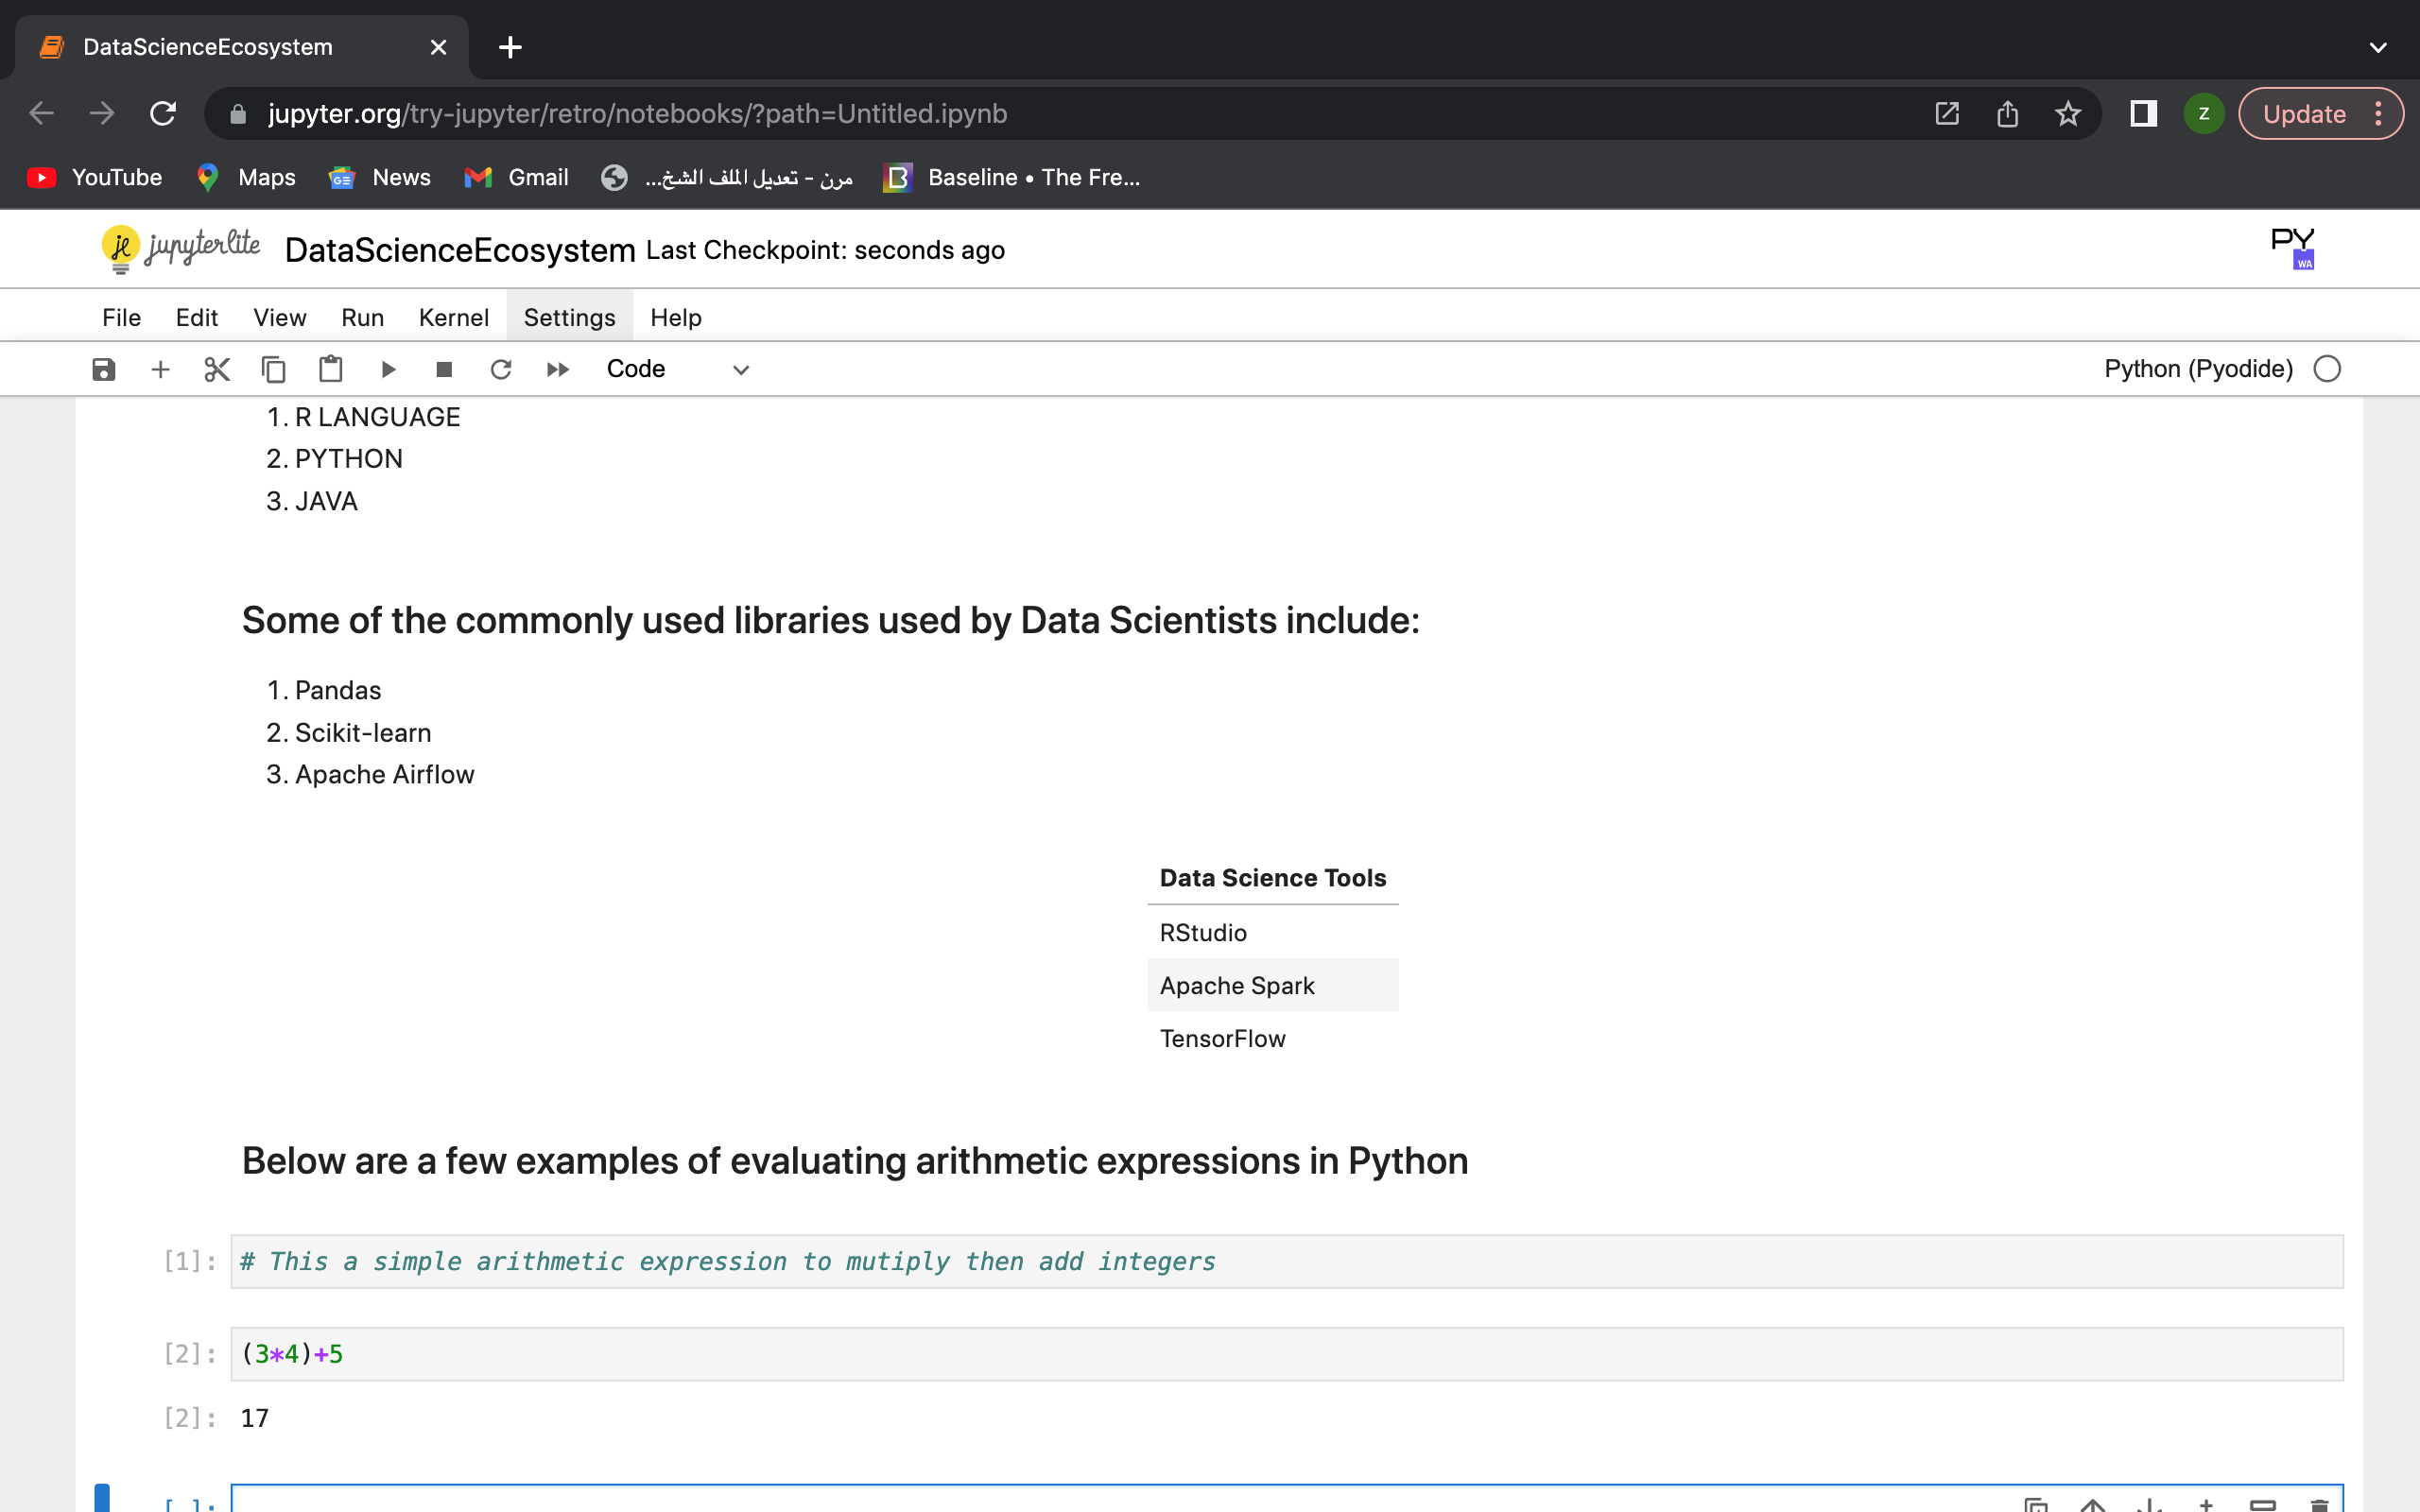 DataScienceEcosystem
jupyter.org/try-jupyter/retro/notebooks/?path=Untitled.ipynb
Z
Update
YouTube
Maps
News
Gmail
مرن - تعديل الملف الشخ...
Baseline • The Fre...
jupyterlite
DataScienceEcosystem Last Checkpoint: seconds ago
PY
WA
File Edit View Run Kernel Settings Help
Code
Python (Pyodide)
1. R LANGUAGE
2. PYTHON
3. JAVA
Some of the commonly used libraries used by Data Scientists include:
1. Pandas
2. Scikit-learn
3. Apache Airflow
Data Science Tools
RStudio
Apache Spark
TensorFlow
Below are a few examples of evaluating arithmetic expressions in Python
[1]: # This a simple arithmetic expression to mutiply then add integers
[2]: (3*4)+5
[2]: 17
[ ]: